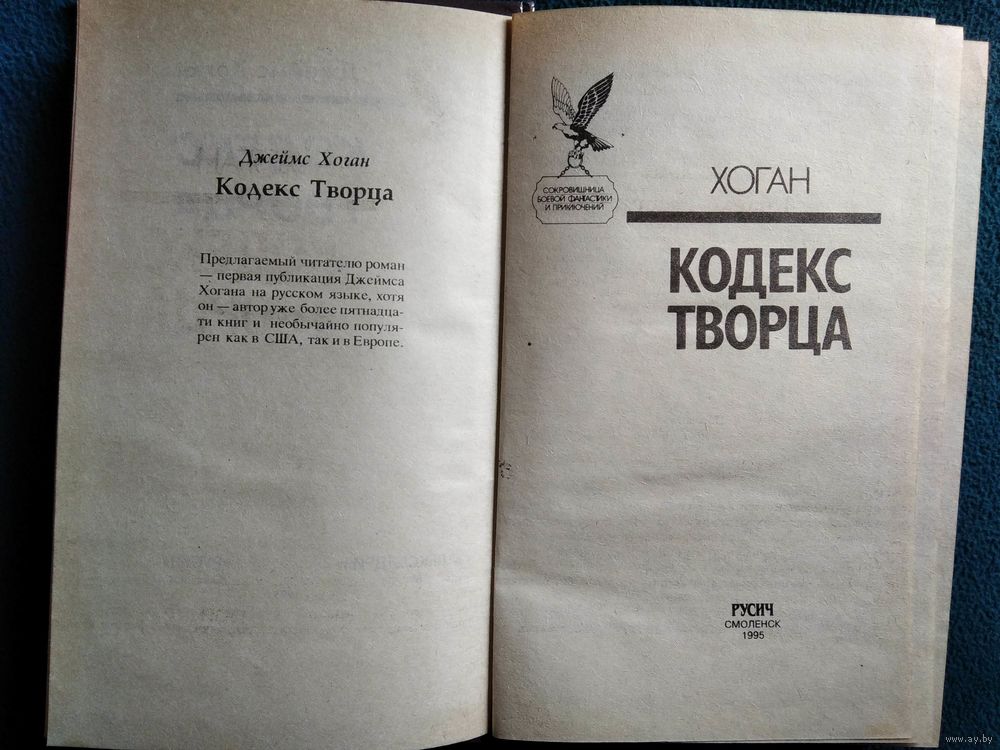 Джеймс Хоган
Кодекс Творца
Предлагаемый читателю роман
— первая публикация Джеймса
Хогана на русском языке, хотя
он — автор уже более пятнадца-
ти книг и необычайно популя-
рен как в США, так и в Европе.
СОКРОВИЩНИЦА
БОЕВОЙ ФАНТАСТИКИ
И ПРИКЛЮЧЕНИЙ
ХОГАН
КОДЕКС
ТВОРЦА
РУСИЧ
СМОЛЕНСК
1995
www.ay.by